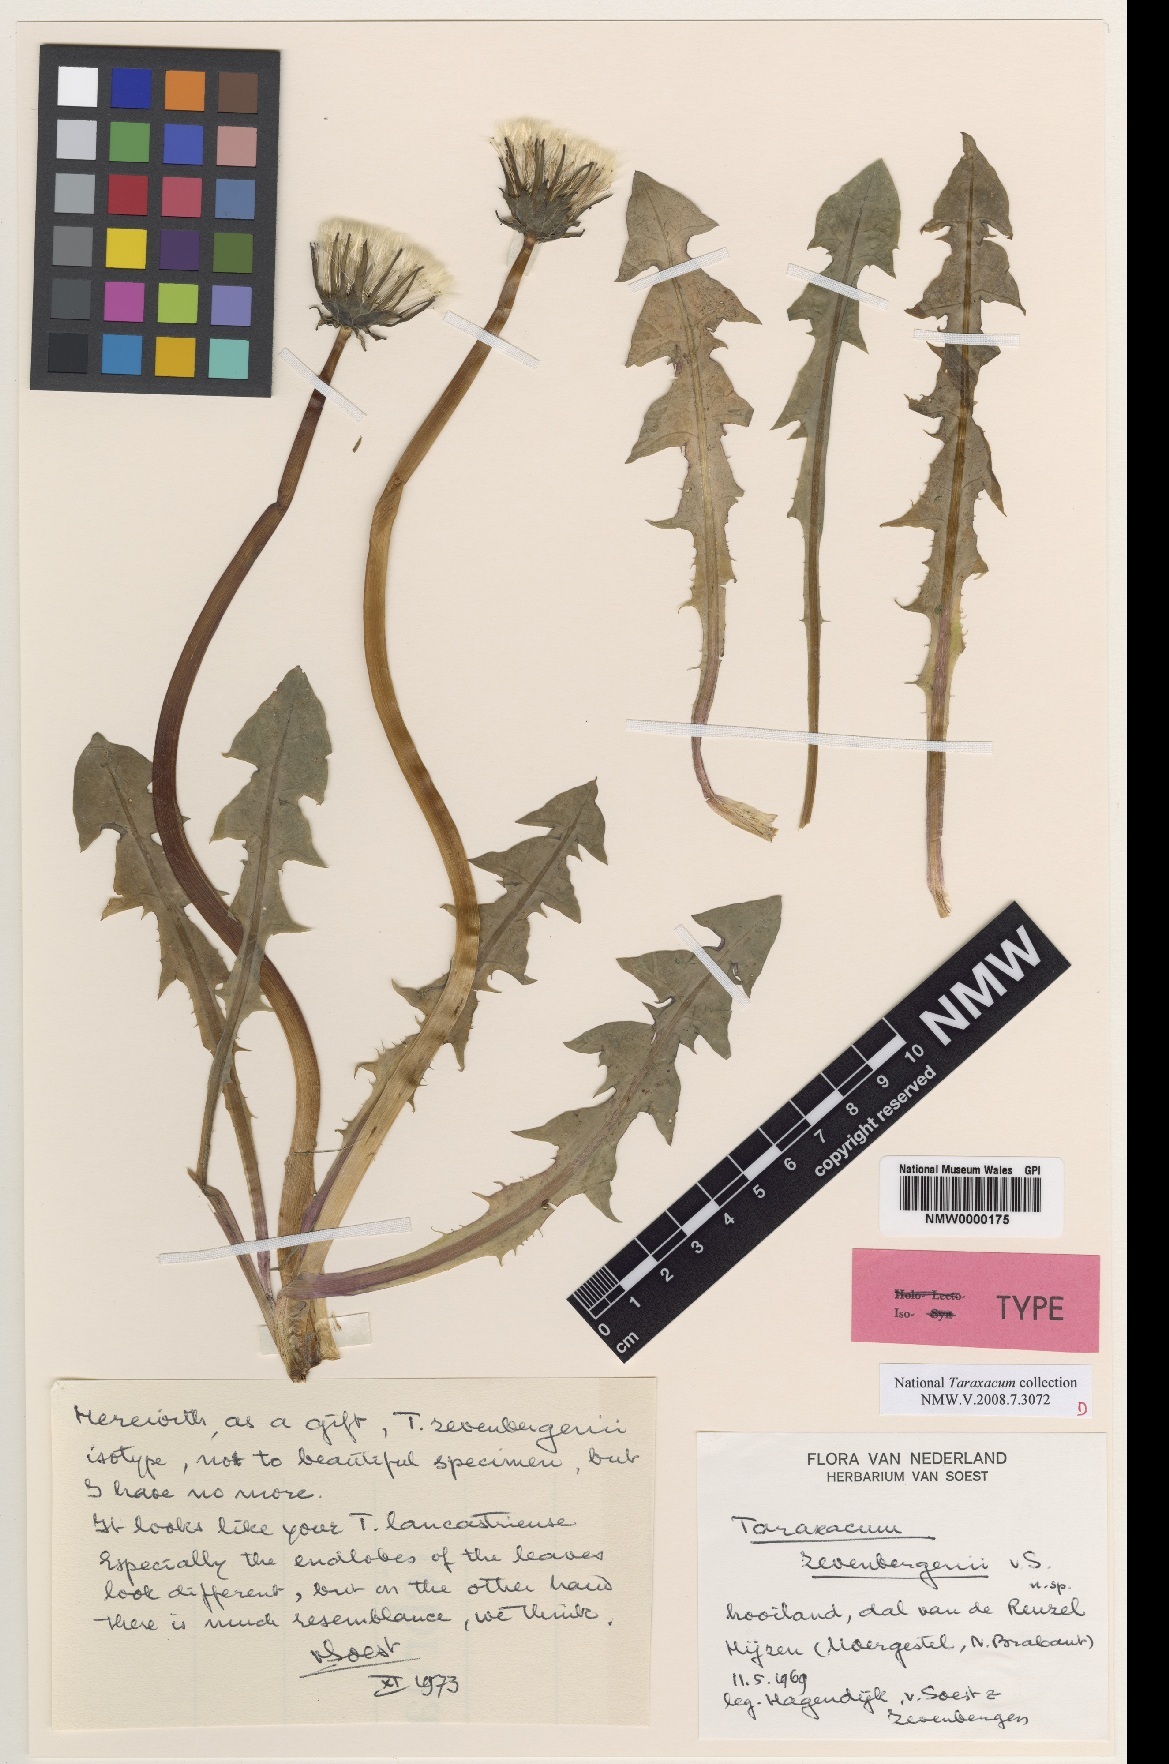 NMW
0 1 2 3 4 5 6 7 8 9 10
cm
copyright reserved
National Museum Wales GPI
NMW0000175
Holo- Lecto-
Iso- Syn
TYPE
National Taraxacum collection
NMW.V.2008.7.3072
D
Herewith, as a gift, T. zevenbergenii
isotype, not to beautiful specimen, but
I have no more.
It looks like your T. lancastriense
Especially the endlobes of the leaves
look different, but on the other hand
there is much resemblance, we think.
vSoest
XI 1973
FLORA VAN NEDERLAND
HERBARIUM VAN SOEST
Taraxacum
zevenbergenii v.S.
n. sp.
hooiland, dal van de Reuzel
(Moergestel, N. Brabant)
11.5.1969
leg. Hagendijk, v. Soest &
Zevenbergen